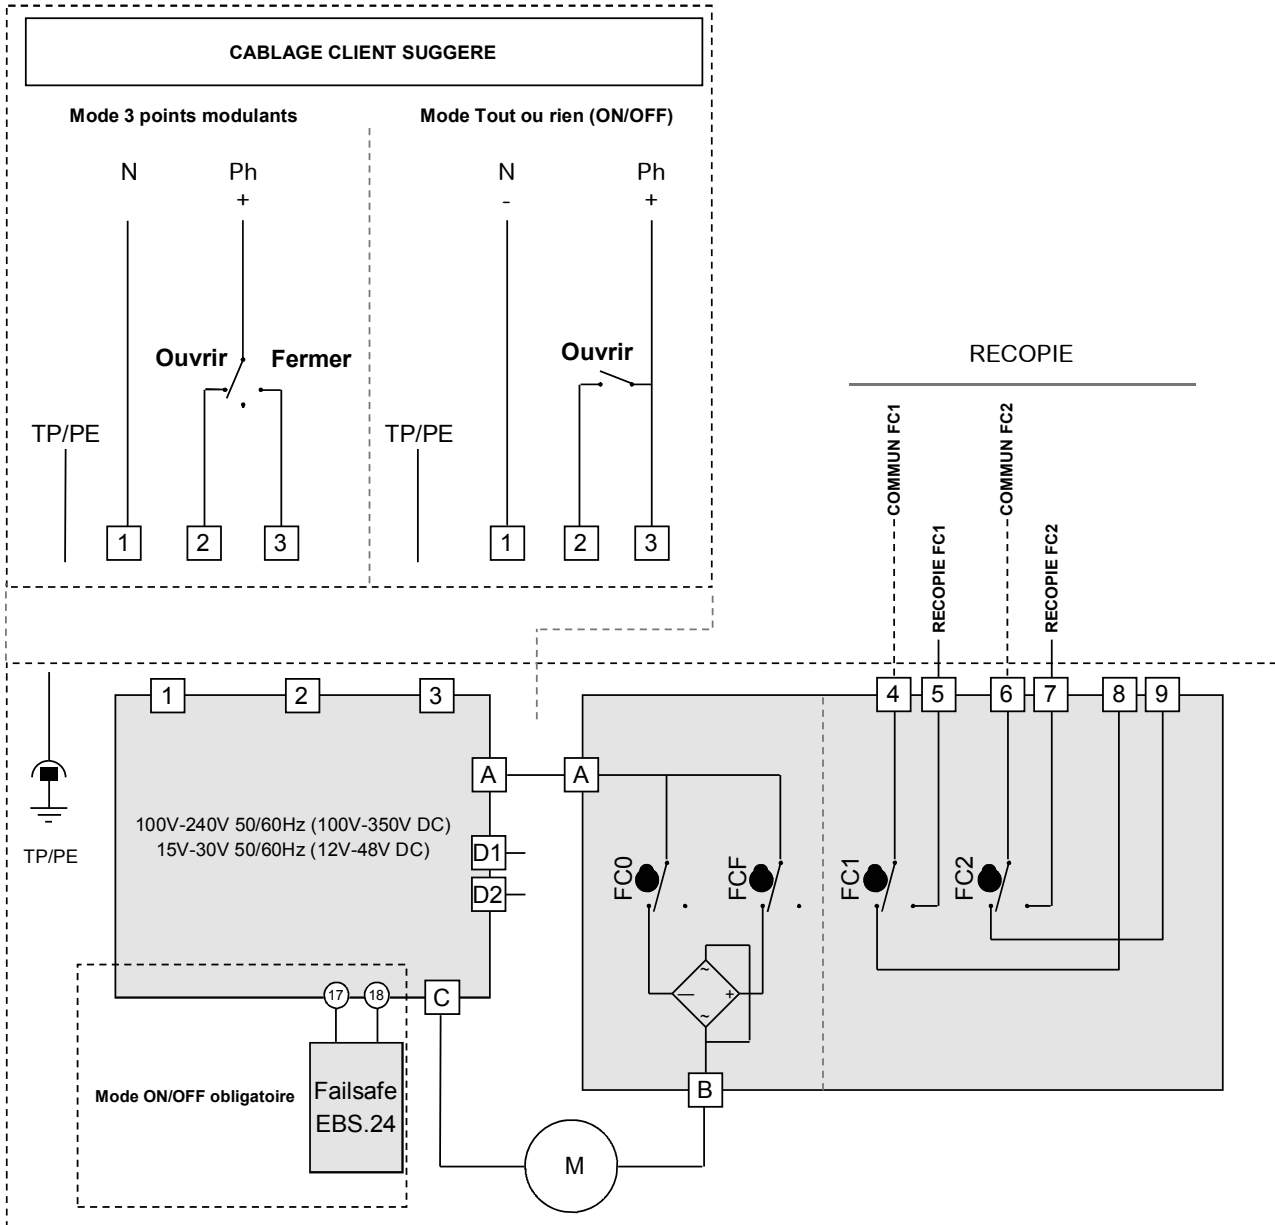 CABLAGE CLIENT SUGGERE
Mode 3 points modulants
Mode Tout ou rien (ON/OFF)
N
Ph
+
N
-
Ph
+
Ouvrir
Fermer
Ouvrir
TP/PE
TP/PE
1
2
3
1
2
3
RECOPIE
COMMUN FC1
RECOPIE FC1
COMMUN FC2
RECOPIE FC2
1
2
3
4
5
6
7
8
9
A
A
100V-240V 50/60Hz (100V-350V DC)
15V-30V 50/60Hz (12V-48V DC)
D1
D2
TP/PE
FC0
FCF
FC1
FC2
~
— +
~
17
18
C
Mode ON/OFF obligatoire
Failsafe
EBS.24
B
M